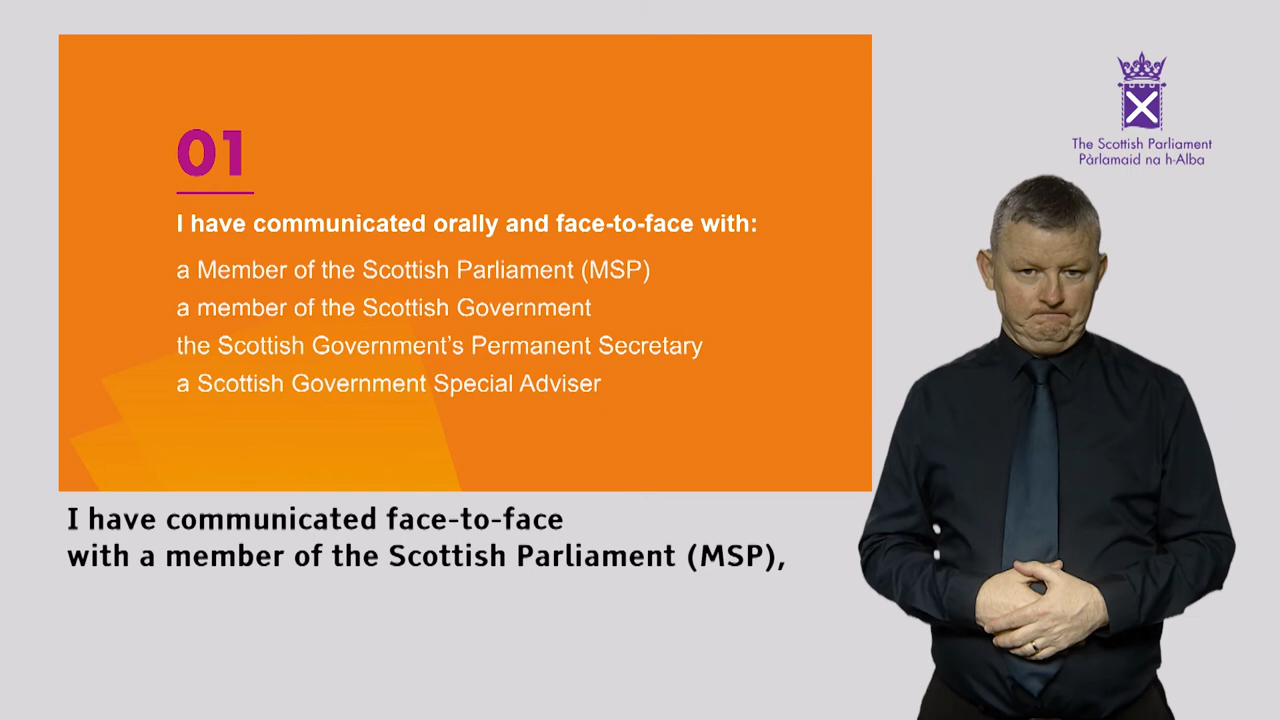 01
I have communicated orally and face-to-face with:
a Member of the Scottish Parliament (MSP)
a member of the Scottish Government
the Scottish Government's Permanent Secretary
a Scottish Government Special Adviser
The Scottish Parliament
Pàrlamaid na h-Alba
I have communicated face-to-face
with a member of the Scottish Parliament (MSP),